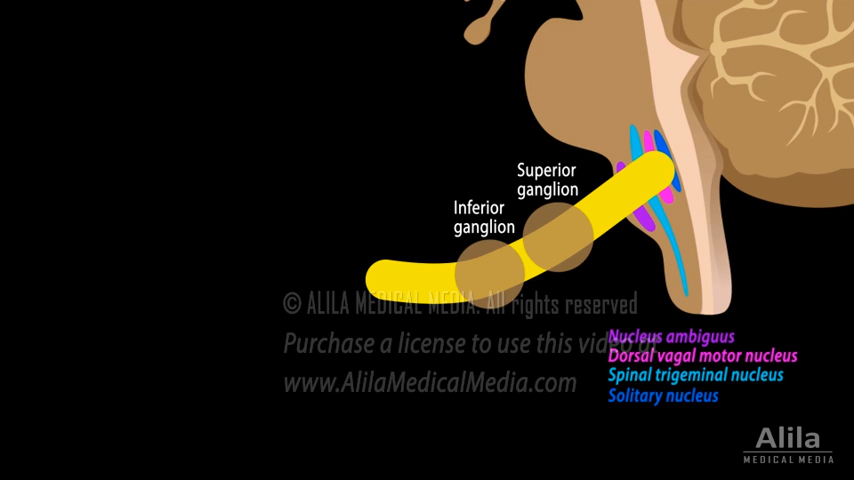 Superior
ganglion
Inferior
ganglion
© ALILA MEDICAL MEDIA. All rights reserved
Purchase a license to use this video at
www.AlilaMedicalMedia.com
Nucleus ambiguus
Dorsal vagal motor nucleus
Spinal trigeminal nucleus
Solitary nucleus
Alila
MEDICAL MEDIA